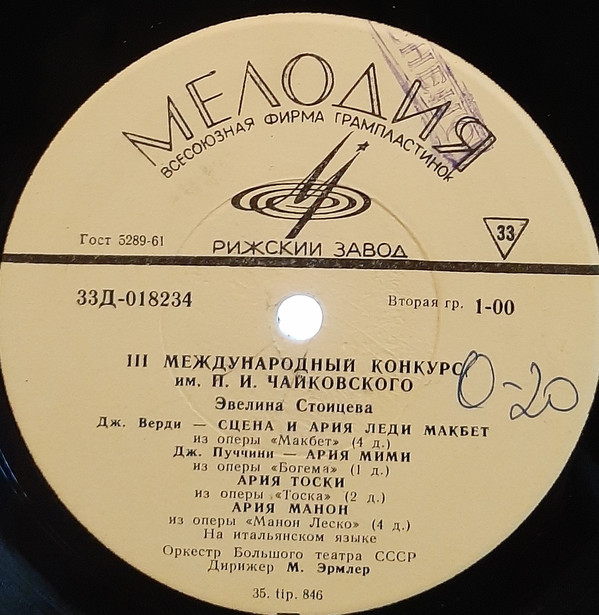 МЕЛОДИЯ
ВСЕСОЮЗНАЯ ФИРМА ГРАМПЛАСТИНОК
РИЖСКИЙ ЗАВОД
Гост 5289-61
33
33Д-018234
Вторая гр. 1-00
III МЕЖДУНАРОДНЫЙ КОНКУРС
им. П. И. ЧАЙКОВСКОГО
0-20
Эвелина Стоицева
Дж. Верди — СЦЕНА И АРИЯ ЛЕДИ МАКБЕТ
из оперы «Макбет» (4 д.)
Дж. Пуччини — АРИЯ МИМИ
из оперы «Богема» (1 д.)
АРИЯ ТОСКИ
из оперы «Тоска» (2 д.)
АРИЯ МАНОН
из оперы «Манон Леско» (4 д.)
На итальянском языке
Оркестр Большого театра СССР
Дирижер М. Эрмлер
35. tip. 846